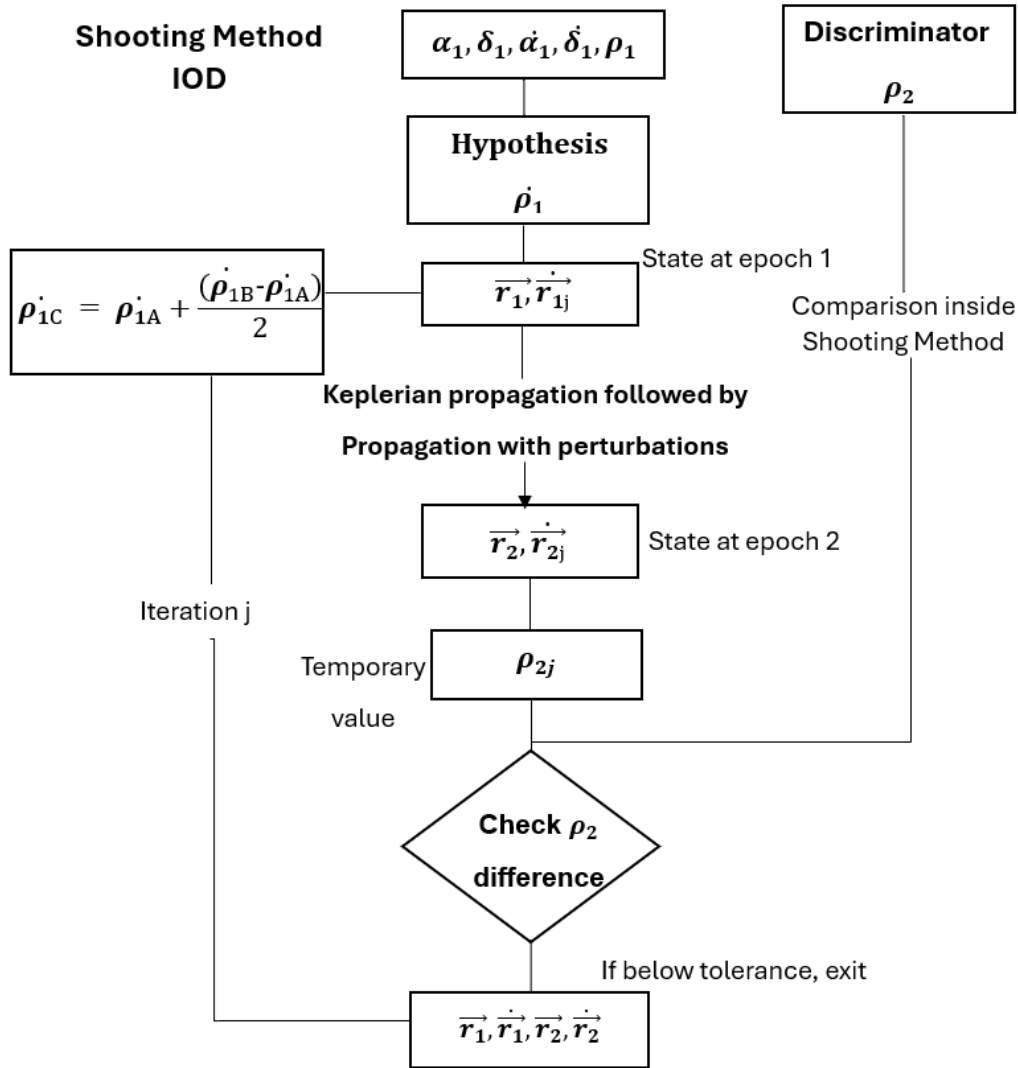 Shooting Method
IOD
α₁, δ₁, α̇₁, δ̇₁, ρ₁
Discriminator
ρ₂
Hypothesis
ρ̇₁
State at epoch 1
r⃗₁, ṙ⃗₁ⱼ
ρ̇₁C = ρ̇₁A + (ρ̇₁B-ρ̇₁A)/2
Comparison inside
Shooting Method
Keplerian propagation followed by
Propagation with perturbations
r⃗₂, ṙ⃗₂ⱼ
State at epoch 2
Iteration j
Temporary
value
ρ₂ⱼ
Check ρ₂
difference
If below tolerance, exit
r⃗₁, ṙ⃗₁, r⃗₂, ṙ⃗₂